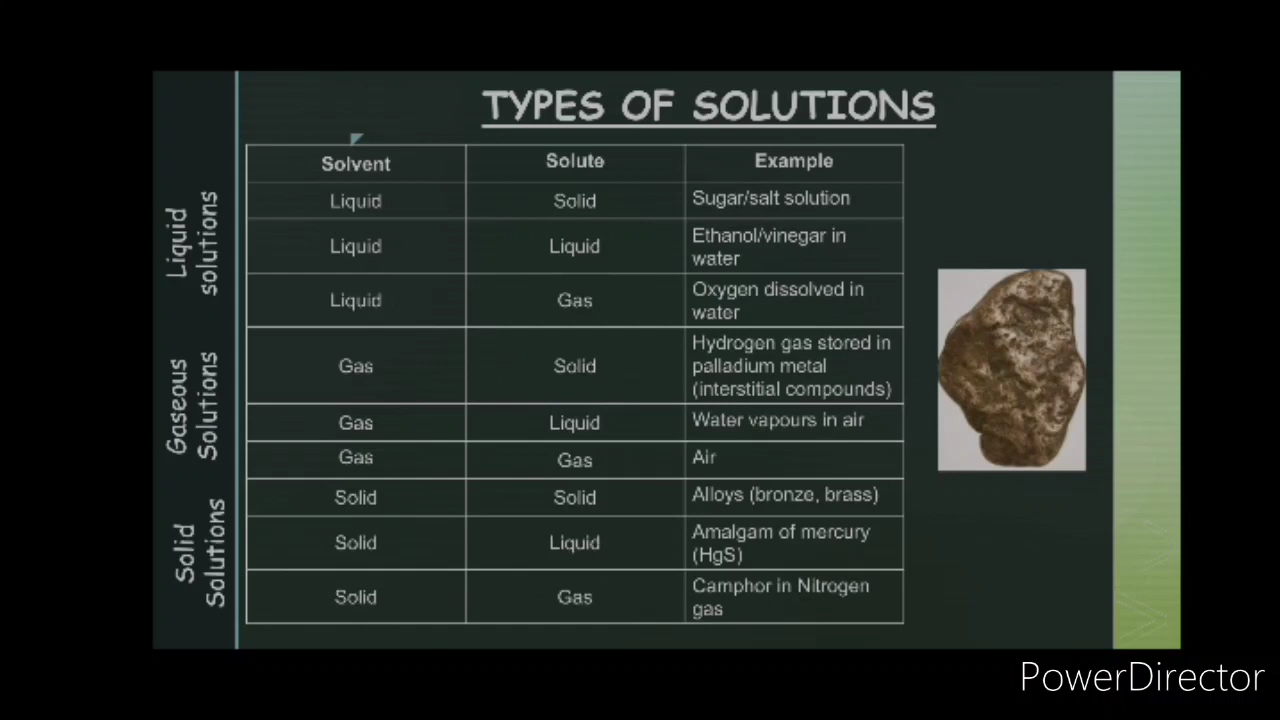 TYPES OF SOLUTIONS
Solvent Solute Example
Liquid
solutions
Liquid Solid Sugar/salt solution
Liquid Liquid Ethanol/vinegar in
water
Liquid Gas Oxygen dissolved in
water
Gaseous
Solutions
Gas Solid Hydrogen gas stored in
palladium metal
(interstitial compounds)
Gas Liquid Water vapours in air
Gas Gas Air
Solid
Solutions
Solid Solid Alloys (bronze, brass)
Solid Liquid Amalgam of mercury
(HgS)
Solid Gas Camphor in Nitrogen
gas
PowerDirector